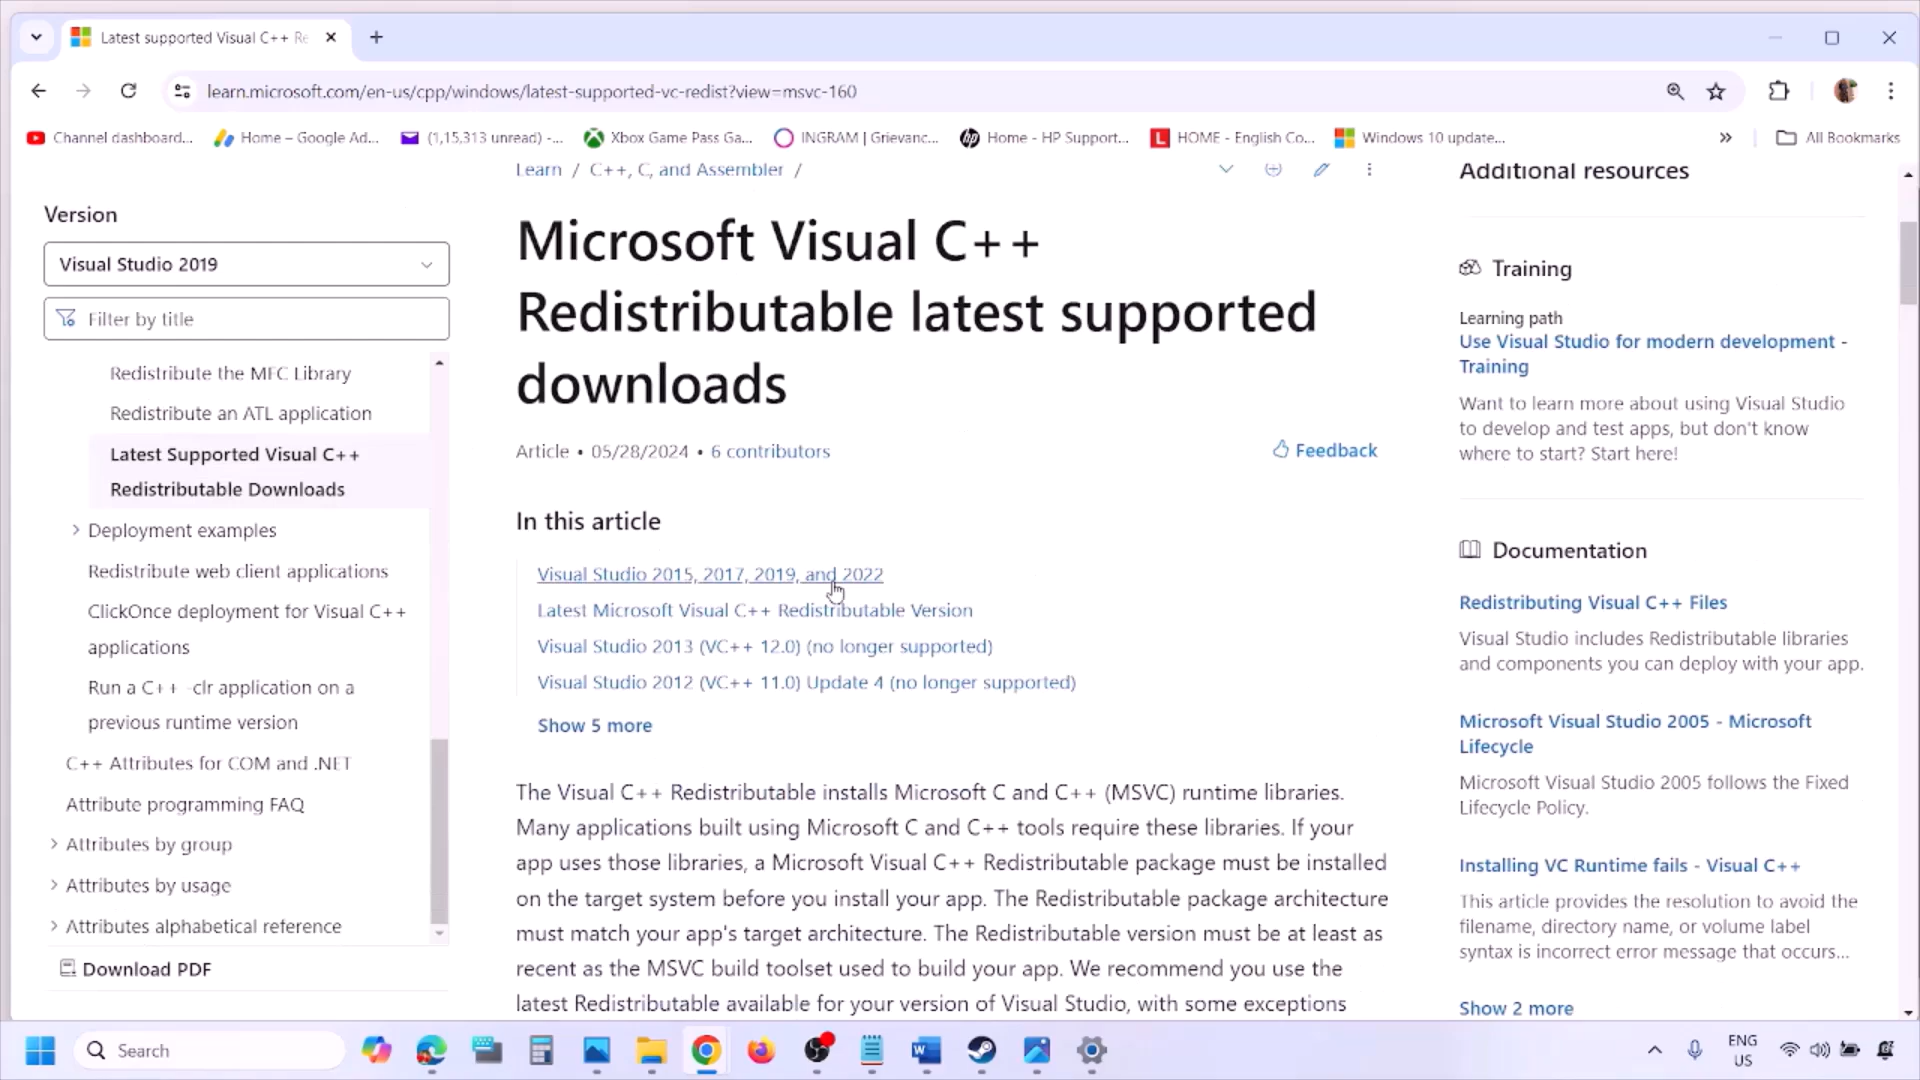 Latest supported Visual C++ Re
learn.microsoft.com/en-us/cpp/windows/latest-supported-vc-redist?view=msvc-160
Channel dashboard...
Home – Google Ad...
(1,15,313 unread) -...
Xbox Game Pass Ga...
INGRAM | Grievanc...
Home - HP Support...
HOME - English Co...
Windows 10 update...
All Bookmarks
Learn / C++, C, and Assembler /
Version
Visual Studio 2019
Filter by title
Redistribute the MFC Library
Redistribute an ATL application
Latest Supported Visual C++
Redistributable Downloads
Deployment examples
Redistribute web client applications
ClickOnce deployment for Visual C++
applications
Run a C++ -clr application on a
previous runtime version
C++ Attributes for COM and .NET
Attribute programming FAQ
Attributes by group
Attributes by usage
Attributes alphabetical reference
Download PDF
Microsoft Visual C++
Redistributable latest supported
downloads
Article • 05/28/2024 • 6 contributors
Feedback
In this article
Visual Studio 2015, 2017, 2019, and 2022
Latest Microsoft Visual C++ Redistributable Version
Visual Studio 2013 (VC++ 12.0) (no longer supported)
Visual Studio 2012 (VC++ 11.0) Update 4 (no longer supported)
Show 5 more
The Visual C++ Redistributable installs Microsoft C and C++ (MSVC) runtime libraries.
Many applications built using Microsoft C and C++ tools require these libraries. If your
app uses those libraries, a Microsoft Visual C++ Redistributable package must be installed
on the target system before you install your app. The Redistributable package architecture
must match your app's target architecture. The Redistributable version must be at least as
recent as the MSVC build toolset used to build your app. We recommend you use the
latest Redistributable available for your version of Visual Studio, with some exceptions
Additional resources
Training
Learning path
Use Visual Studio for modern development -
Training
Want to learn more about using Visual Studio
to develop and test apps, but don't know
where to start? Start here!
Documentation
Redistributing Visual C++ Files
Visual Studio includes Redistributable libraries
and components you can deploy with your app.
Microsoft Visual Studio 2005 - Microsoft
Lifecycle
Microsoft Visual Studio 2005 follows the Fixed
Lifecycle Policy.
Installing VC Runtime fails - Visual C++
This article provides the resolution to avoid the
filename, directory name, or volume label
syntax is incorrect error message that occurs...
Show 2 more
Search
ENG
US